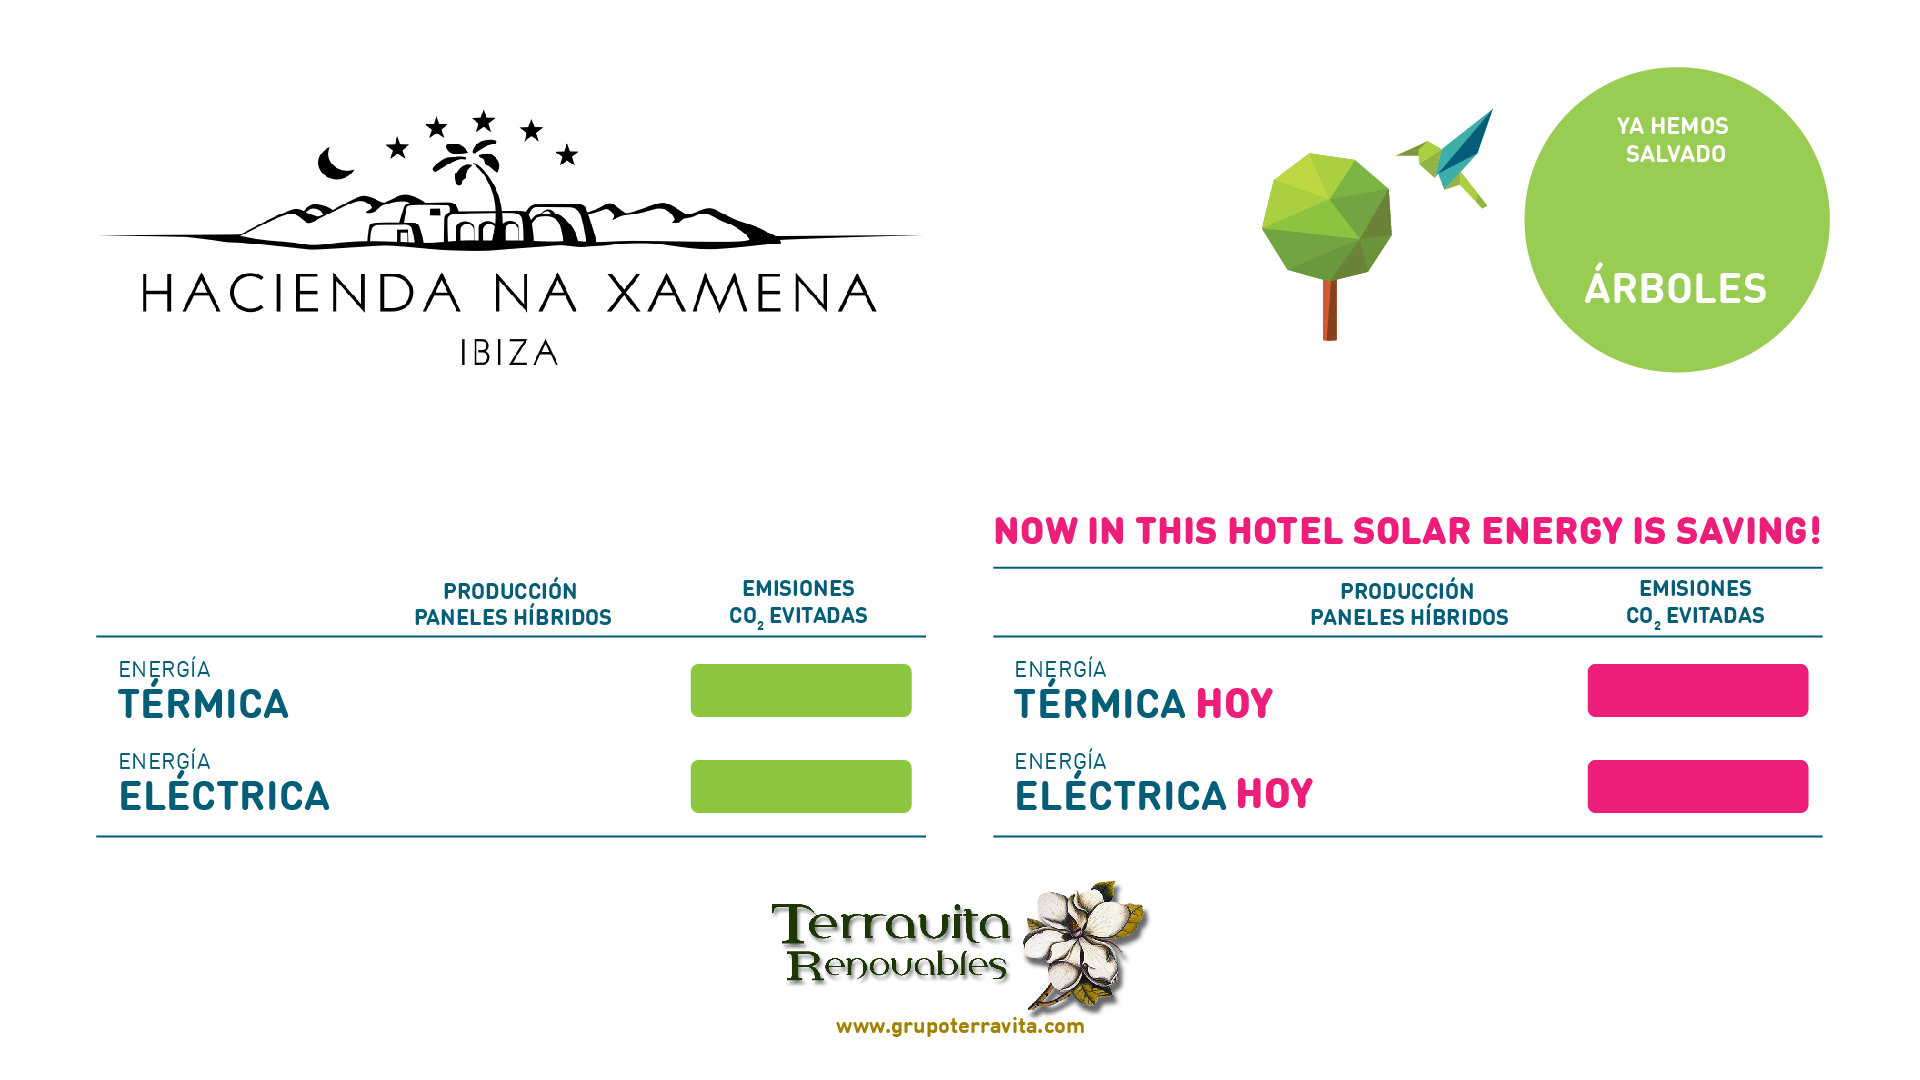 HACIENDA NA XAMENA
IBIZA
YA HEMOS
SALVADO
ÁRBOLES
PRODUCCIÓN
PANELES HÍBRIDOS
EMISIONES
CO₂ EVITADAS
ENERGÍA
TÉRMICA
ENERGÍA
ELÉCTRICA
NOW IN THIS HOTEL SOLAR ENERGY IS SAVING!
PRODUCCIÓN
PANELES HÍBRIDOS
EMISIONES
CO₂ EVITADAS
ENERGÍA
TÉRMICA HOY
ENERGÍA
ELÉCTRICA HOY
Terravita
Renovables
www.grupoterravita.com